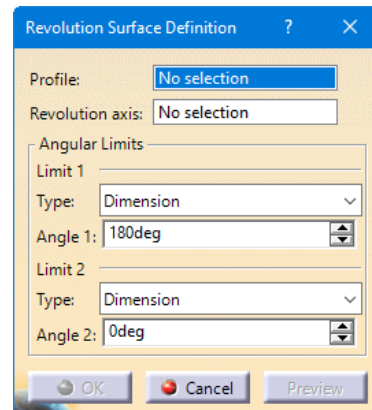 Revolution Surface Definition ? ×
Profile: No selection
Revolution axis: No selection
Angular Limits
Limit 1
Type: Dimension
Angle 1: 180deg
Limit 2
Type: Dimension
Angle 2: 0deg
OK Cancel Preview